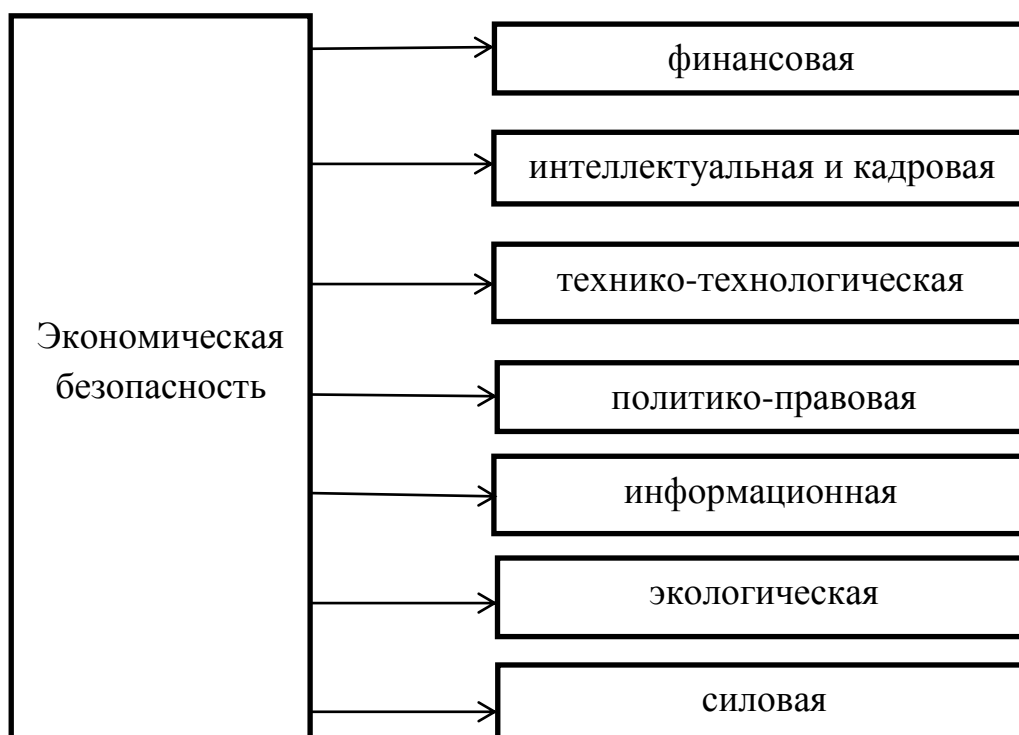 Экономическая
безопасность
финансовая
интеллектуальная и кадровая
технико-технологическая
политико-правовая
информационная
экологическая
силовая